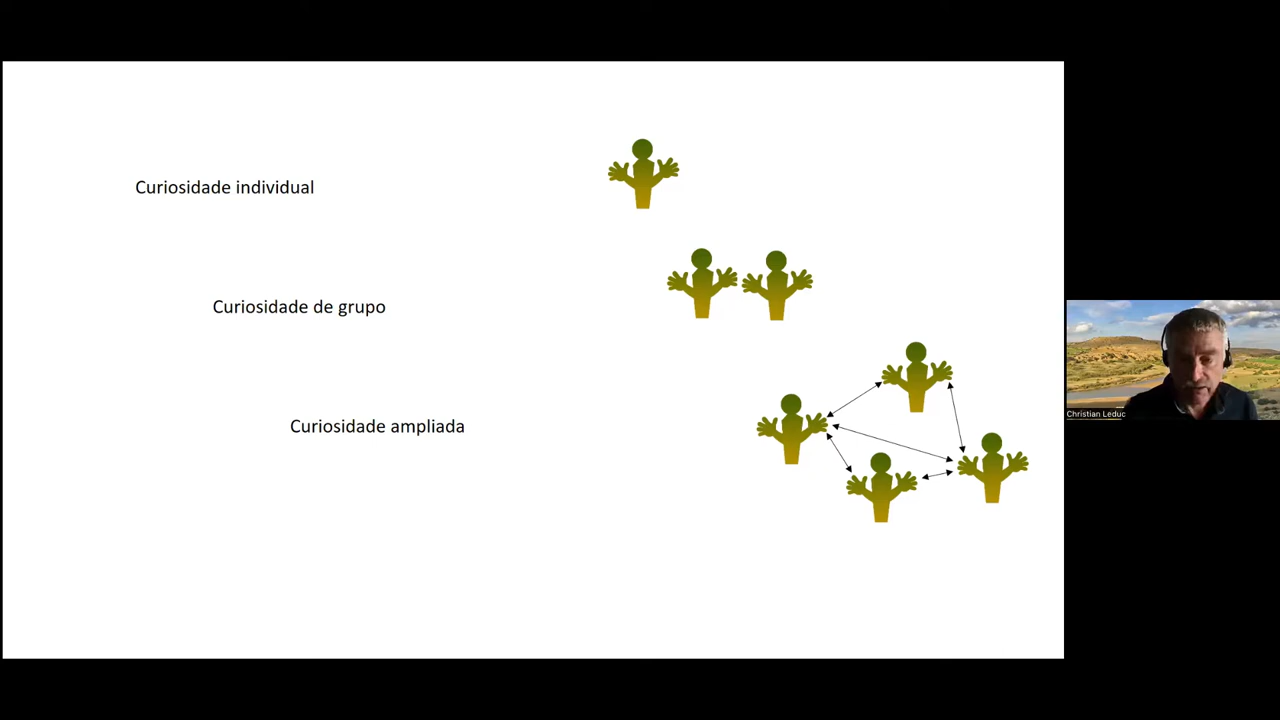 Curiosidade individual
Curiosidade de grupo
Curiosidade ampliada
Christian Leduc